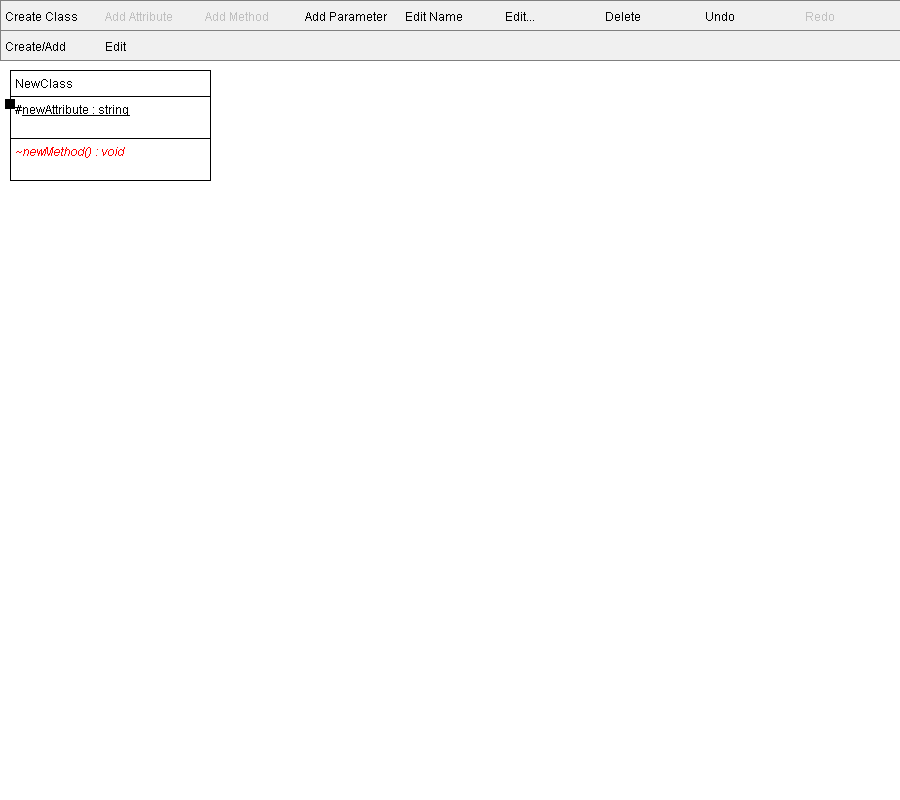 Create Class Add Attribute Add Method Add Parameter Edit Name Edit... Delete Undo Redo
Create/Add Edit
NewClass
#newAttribute : string
~newMethod() : void